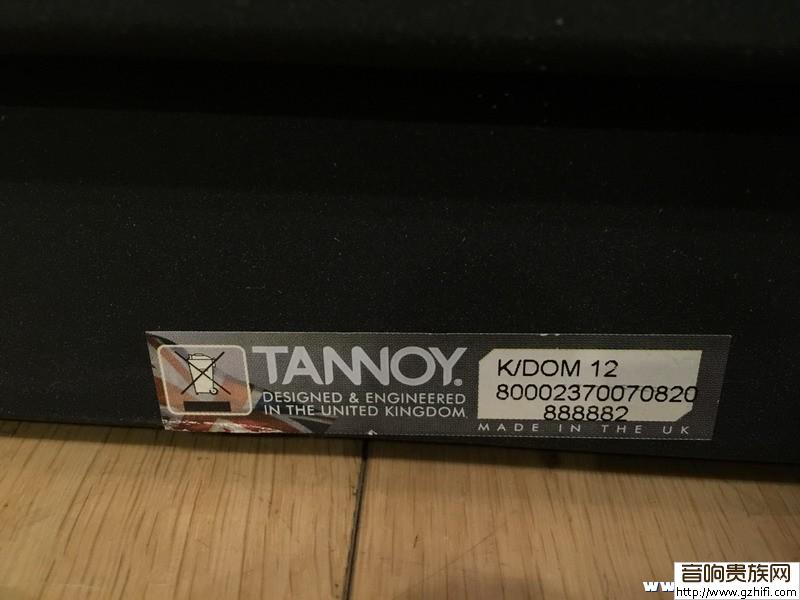 TANNOY.
DESIGNED & ENGINEERED
IN THE UNITED KINGDOM
K/DOM 12
80002370070820
888882
MADE IN THE UK
音响贵族网
http://www.gzhifi.com